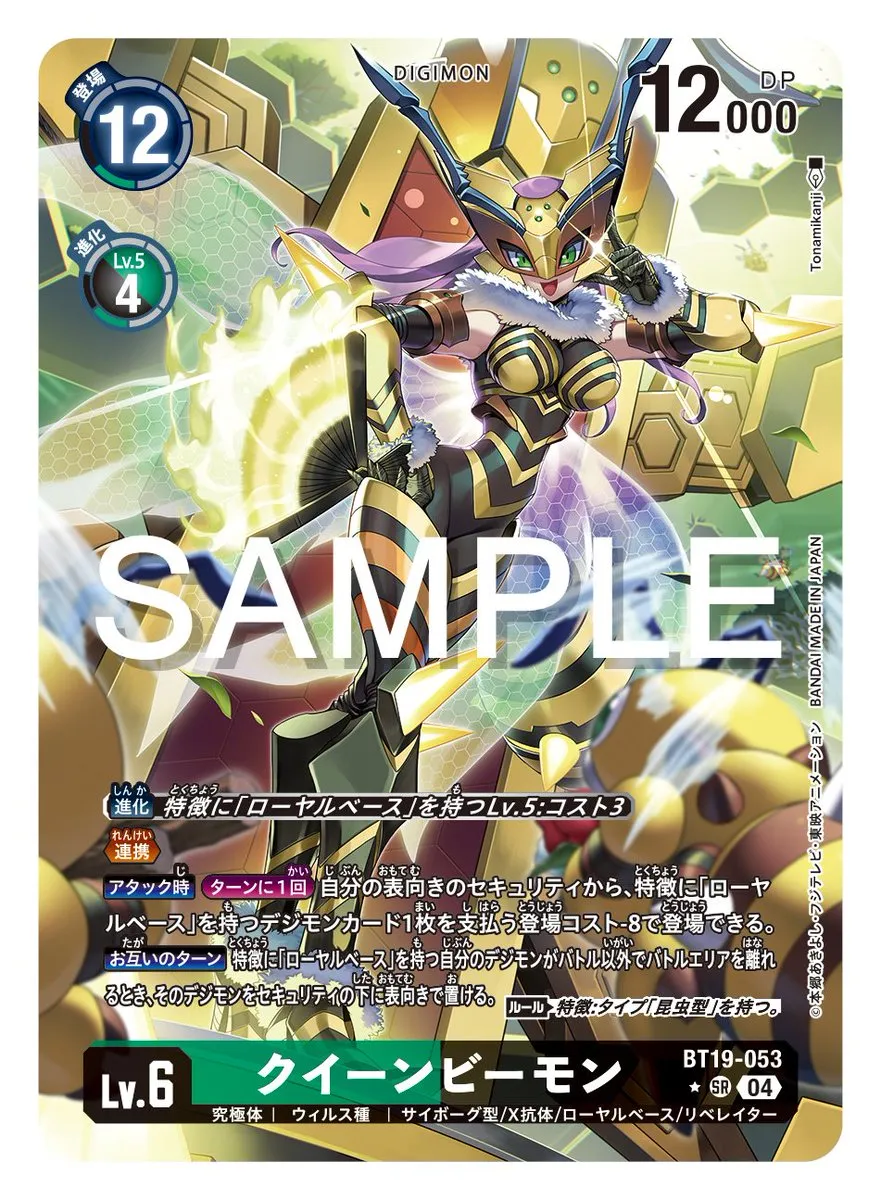 登場
12
DIGIMON
12000
DP
進化
Lv.5
4
Tonamikanji
SAMPLE
進化 特徴に「ローヤルベース」を持つLv.5:コスト3
連携
アタック時 ターンに1回 自分の表向きのセキュリティから、特徴に「ローヤ
ルベース」を持つデジモンカード1枚を支払う登場コスト-8で登場できる。
お互いのターン 特徴に「ローヤルベース」を持つ自分のデジモンがバトル以外でバトルエリアを離れ
るとき、そのデジモンをセキュリティの下に表向きで置ける。
ルール 特徴:タイプ「昆虫型」を持つ。
©本郷あきよし・フジテレビ・東映アニメーション BANDAI MADE IN JAPAN
Lv.6
クイーンビーモン
BT19-053
SR 04
究極体 | ウィルス種 | サイボーグ型/X抗体/ローヤルベース/リベレイター